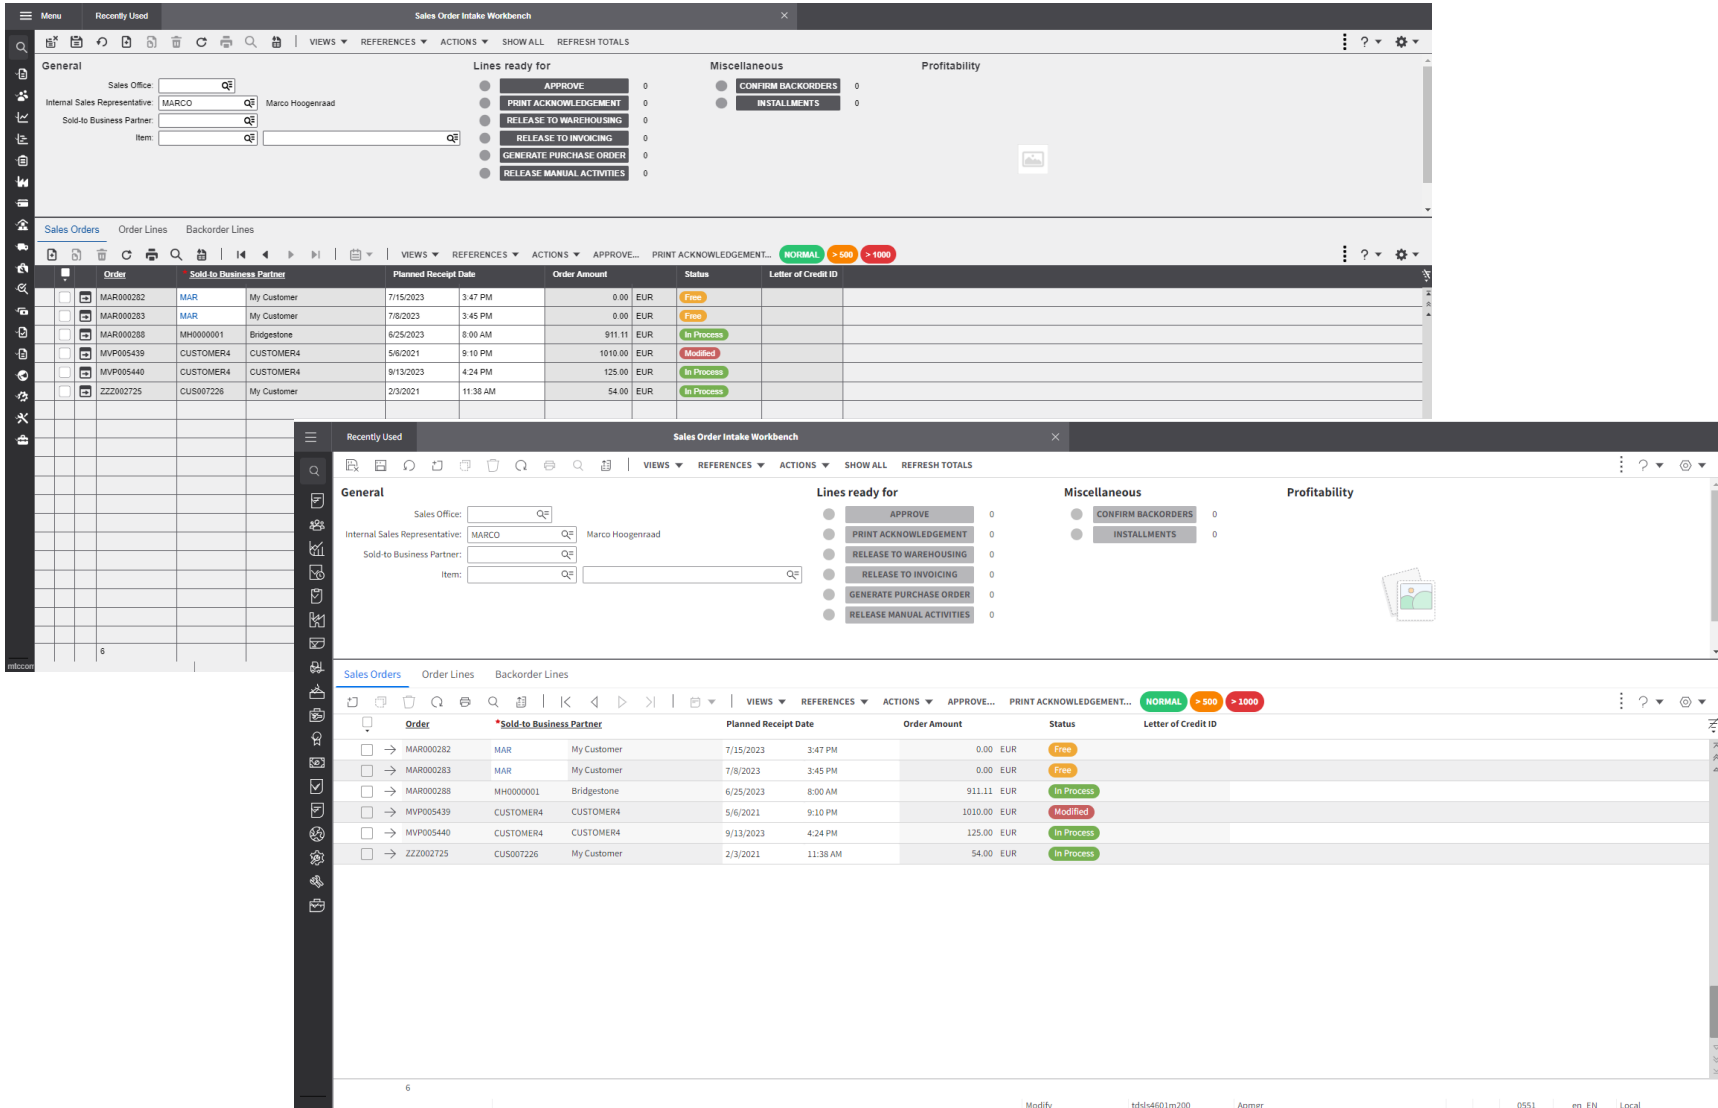 Menu Recently Used Sales Order Intake Workbench
VIEWS REFERENCES ACTIONS SHOW ALL REFRESH TOTALS
General Lines ready for Miscellaneous Profitability
Sales Office: APPROVE 0 CONFIRM BACKORDERS 0
Internal Sales Representative: MARCO Marco Hoogenraad PRINT ACKNOWLEDGEMENT 0 INSTALLMENTS 0
Sold-to Business Partner: RELEASE TO WAREHOUSING 0
Item: RELEASE TO INVOICING 0
GENERATE PURCHASE ORDER 0
RELEASE MANUAL ACTIVITIES 0
Sales Orders Order Lines Backorder Lines
VIEWS REFERENCES ACTIONS APPROVE... PRINT ACKNOWLEDGEMENT... NORMAL > 500 > 1000
Order *Sold-to Business Partner Planned Receipt Date Order Amount Status Letter of Credit ID
MAR000282 MAR My Customer 7/15/2023 3:47 PM 0.00 EUR Free
MAR000283 MAR My Customer 7/8/2023 3:45 PM 0.00 EUR Free
MAR000288 MH0000001 Bridgestone 6/25/2023 8:00 AM 911.11 EUR In Process
MVP005439 CUSTOMER4 CUSTOMER4 5/6/2021 9:10 PM 1010.00 EUR Modified
MVP005440 CUSTOMER4 CUSTOMER4 9/13/2023 4:24 PM 125.00 EUR In Process
ZZZ002725 CUS007226 My Customer 2/3/2021 11:38 AM 54.00 EUR In Process
6
mtccom
Recently Used Sales Order Intake Workbench
VIEWS REFERENCES ACTIONS SHOW ALL REFRESH TOTALS
General Lines ready for Miscellaneous Profitability
Sales Office: APPROVE 0 CONFIRM BACKORDERS 0
Internal Sales Representative: MARCO Marco Hoogenraad PRINT ACKNOWLEDGEMENT 0 INSTALLMENTS 0
Sold-to Business Partner: RELEASE TO WAREHOUSING 0
Item: RELEASE TO INVOICING 0
GENERATE PURCHASE ORDER 0
RELEASE MANUAL ACTIVITIES 0
Sales Orders Order Lines Backorder Lines
VIEWS REFERENCES ACTIONS APPROVE... PRINT ACKNOWLEDGEMENT... NORMAL > 500 > 1000
Order *Sold-to Business Partner Planned Receipt Date Order Amount Status Letter of Credit ID
MAR000282 MAR My Customer 7/15/2023 3:47 PM 0.00 EUR Free
MAR000283 MAR My Customer 7/8/2023 3:45 PM 0.00 EUR Free
MAR000288 MH0000001 Bridgestone 6/25/2023 8:00 AM 911.11 EUR In Process
MVP005439 CUSTOMER4 CUSTOMER4 5/6/2021 9:10 PM 1010.00 EUR Modified
MVP005440 CUSTOMER4 CUSTOMER4 9/13/2023 4:24 PM 125.00 EUR In Process
ZZZ002725 CUS007226 My Customer 2/3/2021 11:38 AM 54.00 EUR In Process
6
Modify tdsls4601m200 Apmgr 0551 en_EN Local